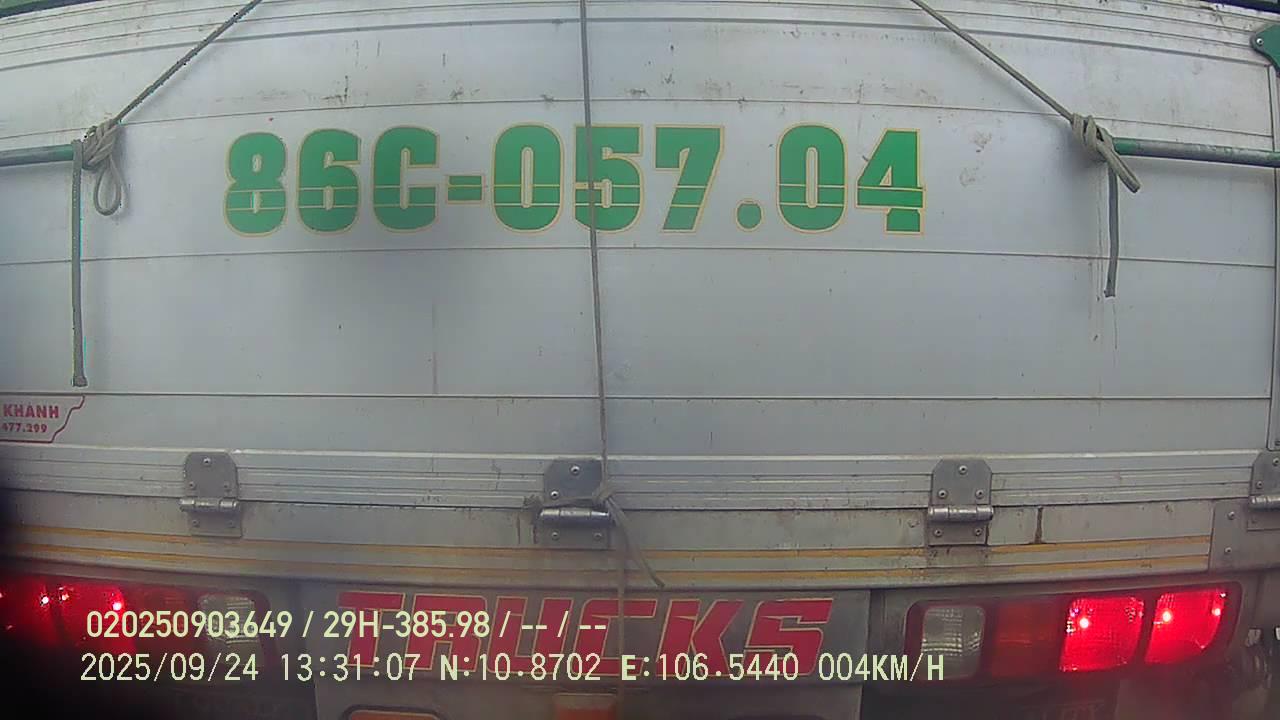 86C-057.04
KHÁNH
477.299
TRUCKS
020250903649 / 29H-385.98 / -- / --
2025/09/24 13:31:07 N:10.8702 E:106.5440 004KM/H